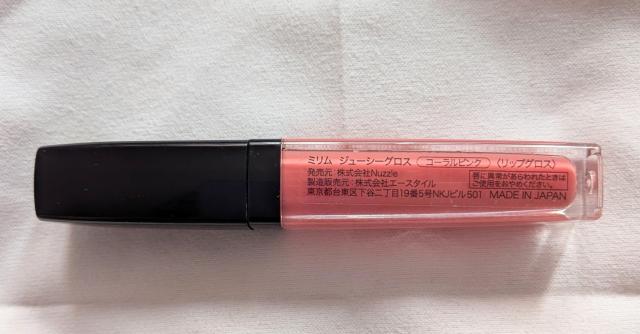 ミリム ジューシーグロス コーラルピンク 〈リップグロス〉
発売元:株式会社Nuzzle
製造販売元:株式会社エースタイル
東京都台東区下谷二丁目19番5号NKJビル501 MADE IN JAPAN
唇に異常があらわれたときは
ご使用をおやめください。